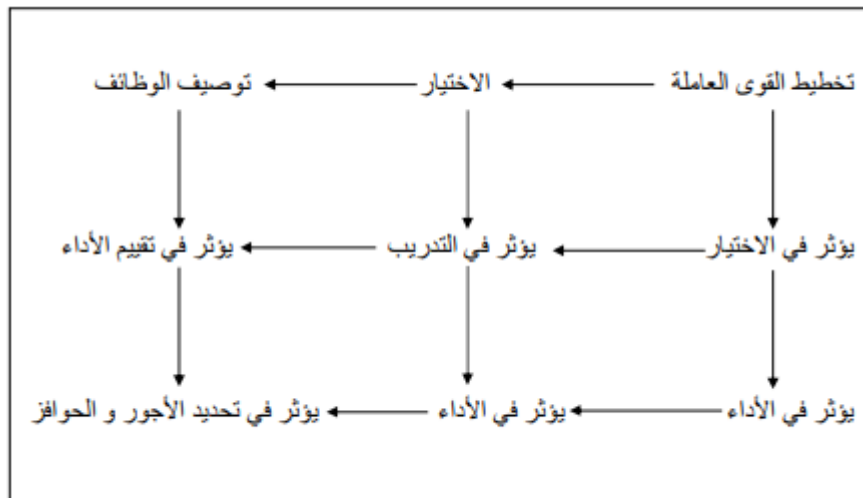 تخطيط القوى العاملة الاختيار توصيف الوظائف
يؤثر في الاختيار يؤثر في التدريب يؤثر في تقييم الأداء
يؤثر في الأداء يؤثر في الأداء يؤثر في تحديد الأجور و الحوافز